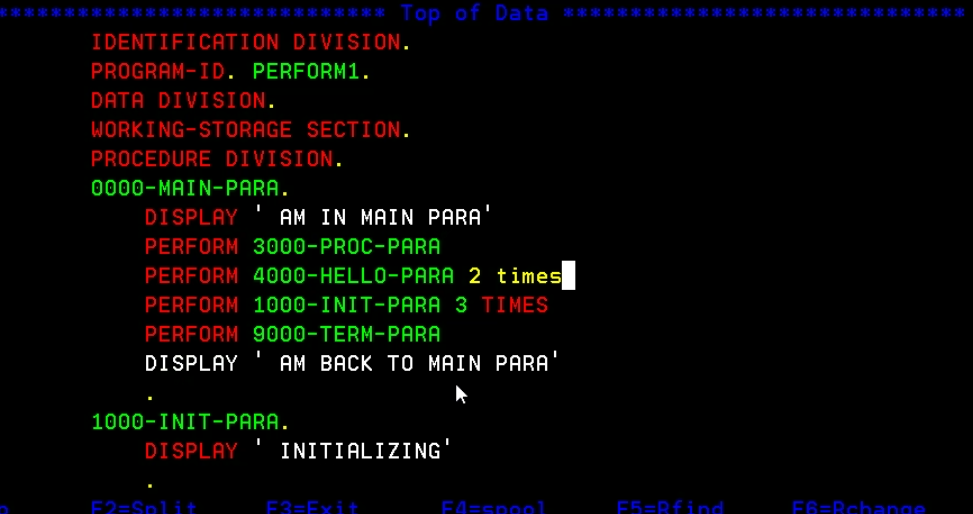 ***************************** Top of Data ******************************
IDENTIFICATION DIVISION.
PROGRAM-ID. PERFORM1.
DATA DIVISION.
WORKING-STORAGE SECTION.
PROCEDURE DIVISION.
0000-MAIN-PARA.
DISPLAY ' AM IN MAIN PARA'
PERFORM 3000-PROC-PARA
PERFORM 4000-HELLO-PARA 2 times
PERFORM 1000-INIT-PARA 3 TIMES
PERFORM 9000-TERM-PARA
DISPLAY ' AM BACK TO MAIN PARA'
.
1000-INIT-PARA.
DISPLAY ' INITIALIZING'
.
F2=Split F3=Exit F4=spool F5=Rfind F6=Rchange